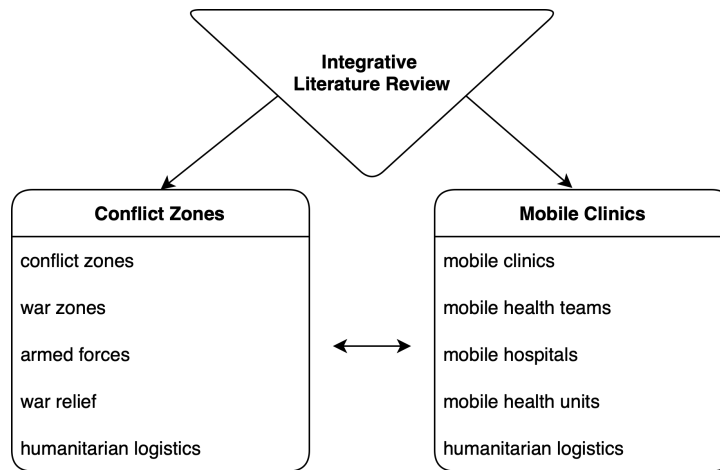 Integrative
Literature Review
Conflict Zones
conflict zones
war zones
armed forces
war relief
humanitarian logistics
Mobile Clinics
mobile clinics
mobile health teams
mobile hospitals
mobile health units
humanitarian logistics